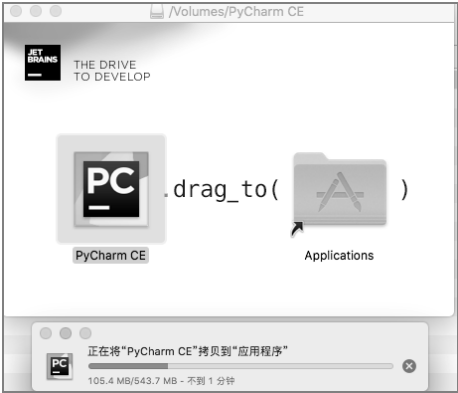 /Volumes/PyCharm CE
JET
BRAINS
THE DRIVE
TO DEVELOP
PC
.drag_to(
)
PyCharm CE
Applications
正在将“PyCharm CE”拷贝到“应用程序”
PC
105.4 MB/543.7 MB - 不到 1 分钟